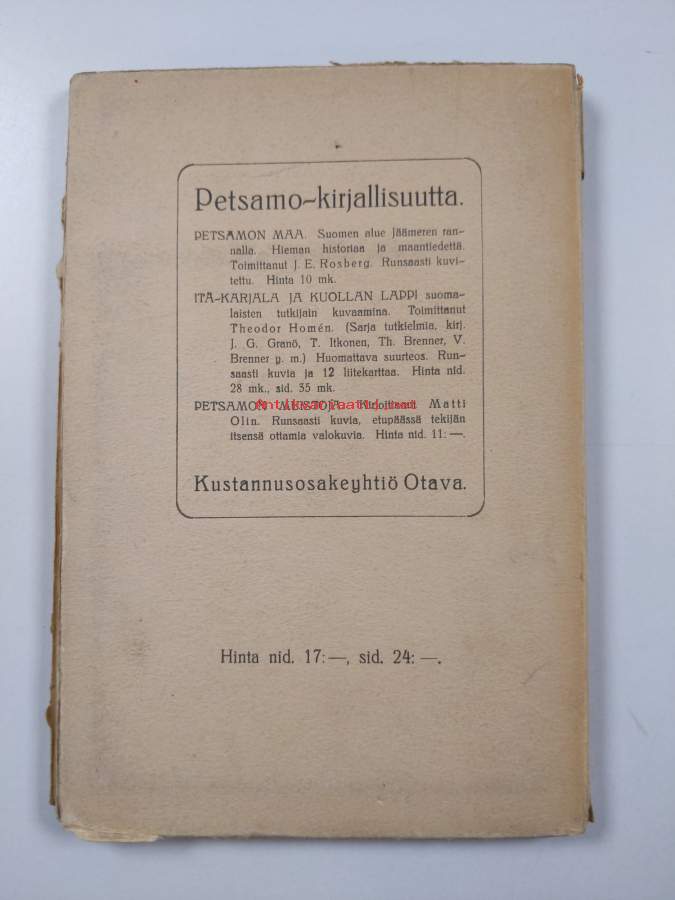 Petsamo-kirjallisuutta.
PETSAMON MAA. Suomen alue Jäämeren ran-
nalla. Hieman historiaa ja maantiedettä.
Toimittanut J. E. Rosberg. Runsaasti kuvi-
tettu. Hinta 10 mk.
ITÄ-KARJALA JA KUOLLAN LAPPI suoma-
laisten tutkijain kuvaamina. Toimittanut
Theodor Homén. (Sarja tutkielmia, kirj.
J. G. Granö, T. Itkonen, Th. Brenner, V.
Brenner y. m.) Huomattava suurteos. Run-
saasti kuvia ja 12 liitekarttaa. Hinta nid.
28 mk., sid. 35 mk.
PETSAMON Matti
Olin. Runsaasti kuvia, etupäässä tekijän
itsensä ottamia valokuvia. Hinta nid. 11: —.
Kustannusosakeyhtiö Otava.
Hinta nid. 17: —, sid. 24: —.